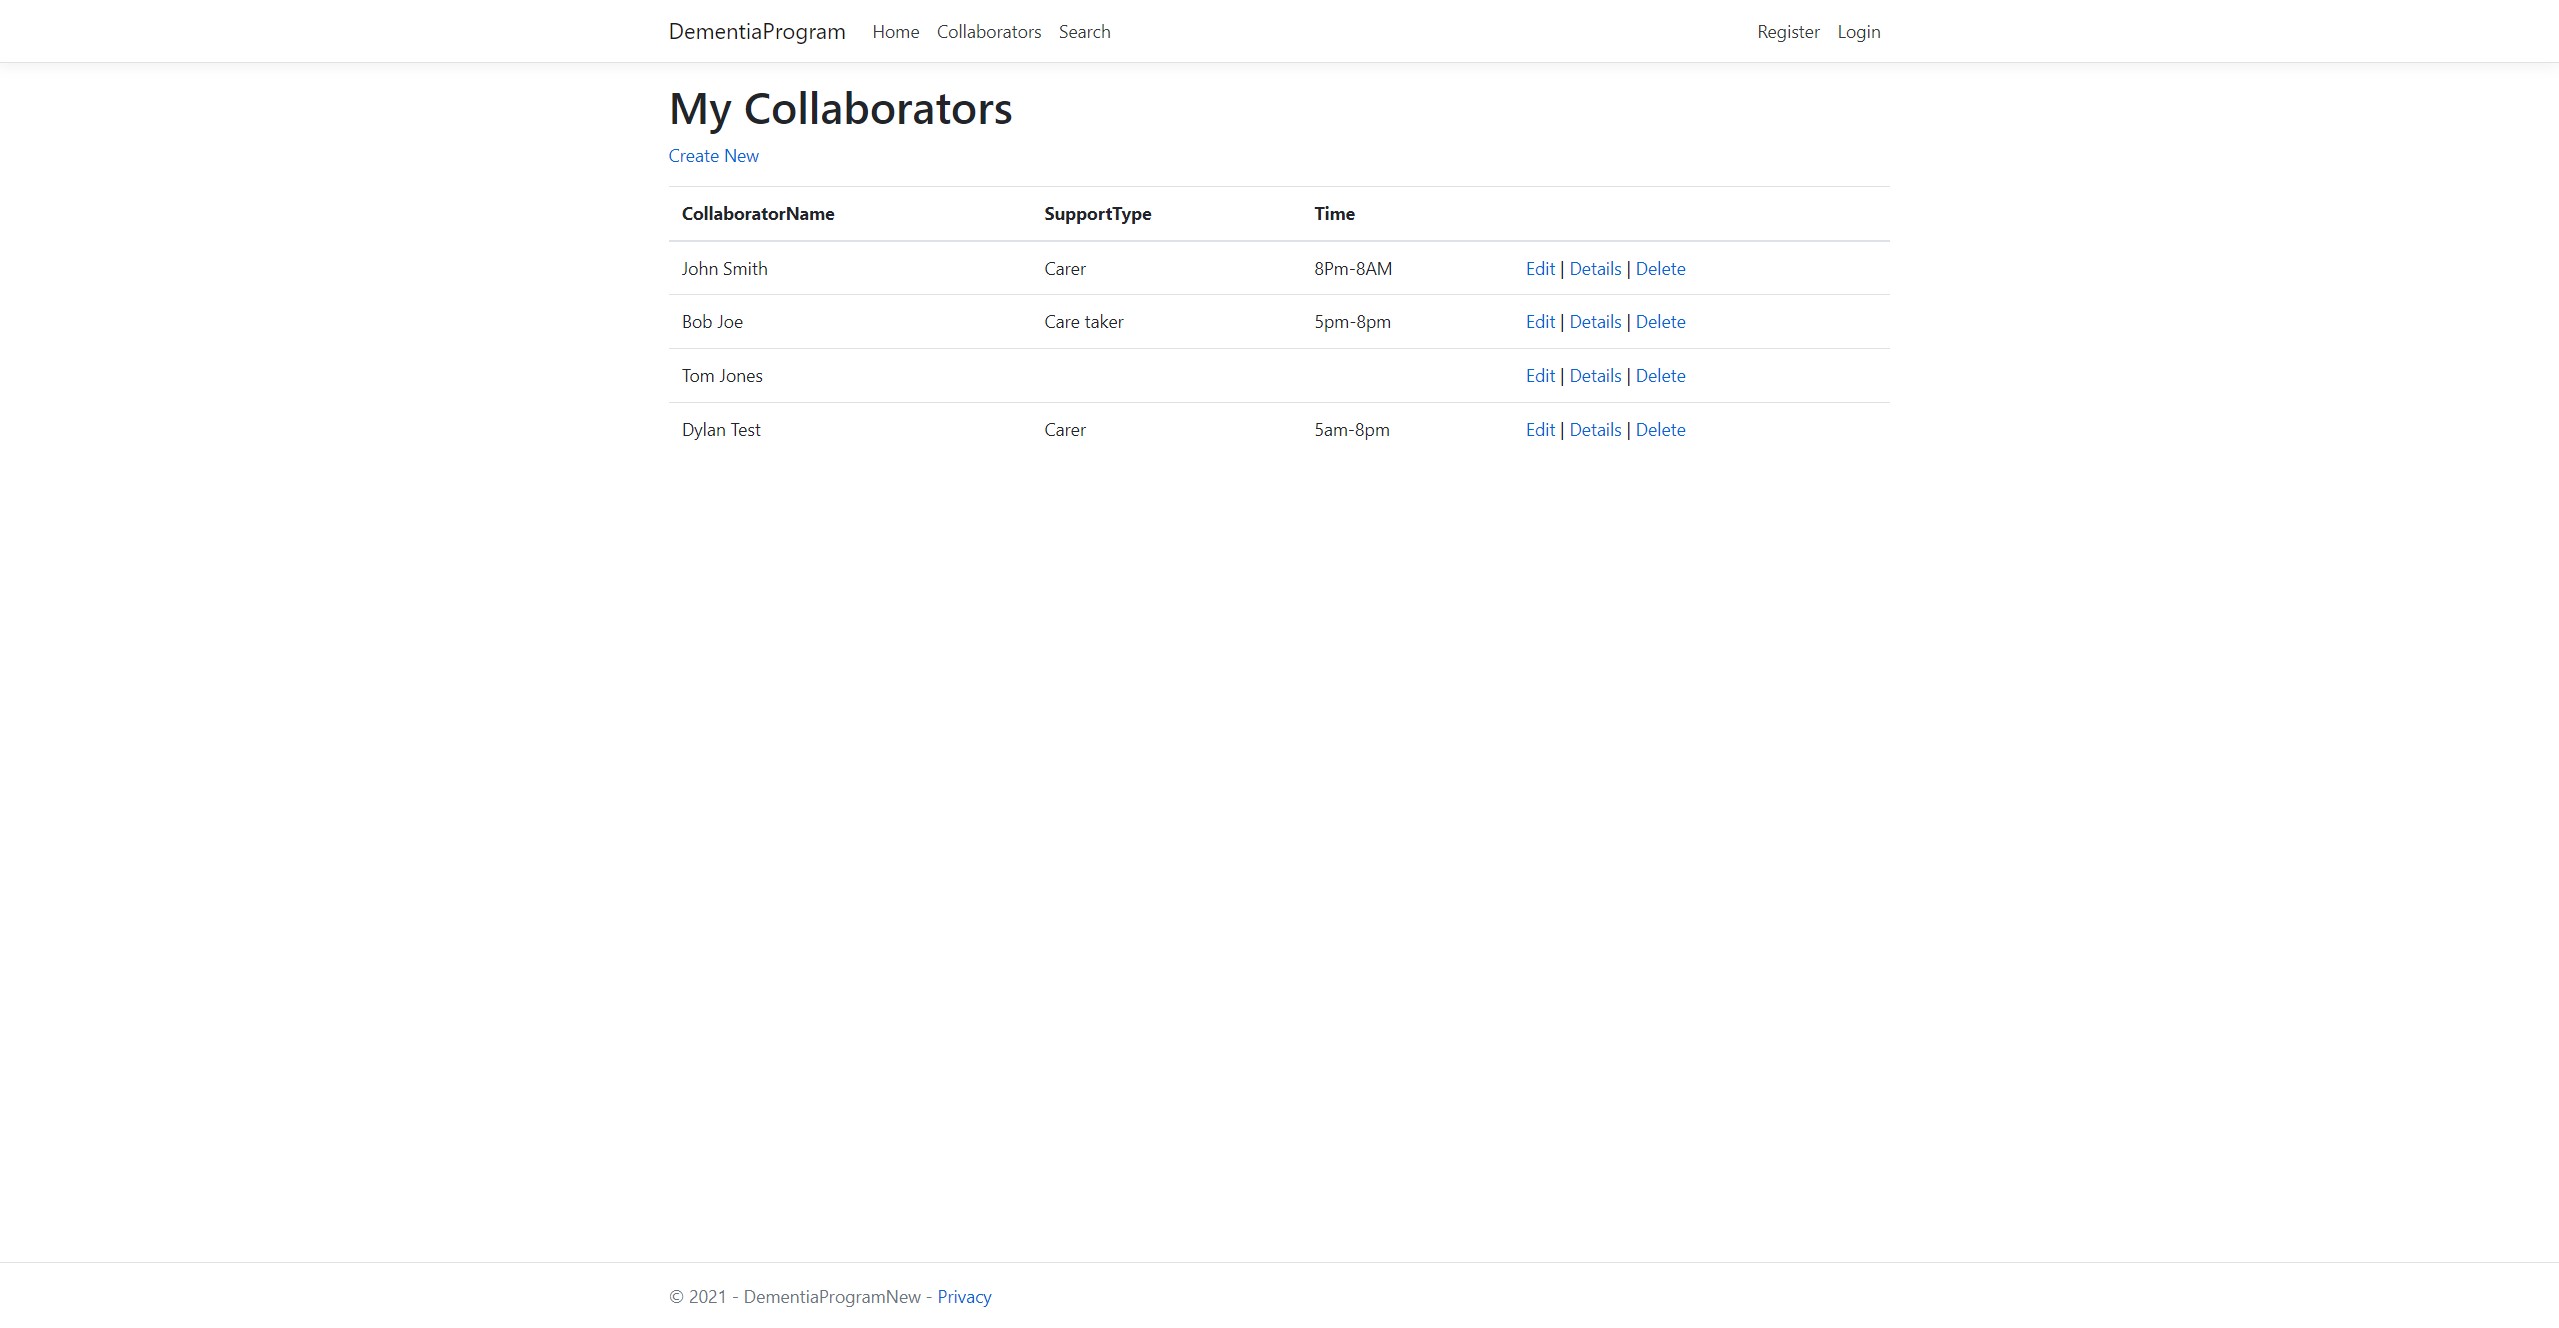 DementiaProgram Home Collaborators Search Register Login
My Collaborators
Create New
CollaboratorName SupportType Time
John Smith Carer 8Pm-8AM Edit | Details | Delete
Bob Joe Care taker 5pm-8pm Edit | Details | Delete
Tom Jones Edit | Details | Delete
Dylan Test Carer 5am-8pm Edit | Details | Delete
© 2021 - DementiaProgramNew - Privacy